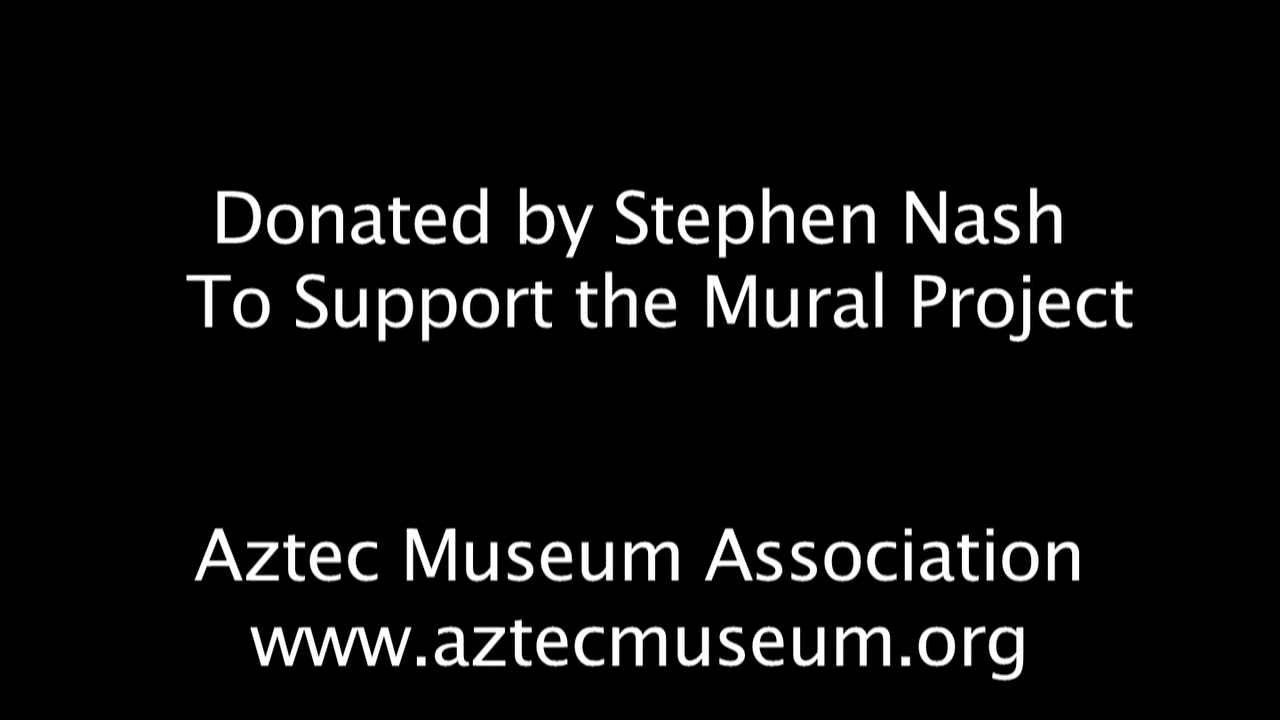 Donated by Stephen Nash
To Support the Mural Project
Aztec Museum Association
www.aztecmuseum.org